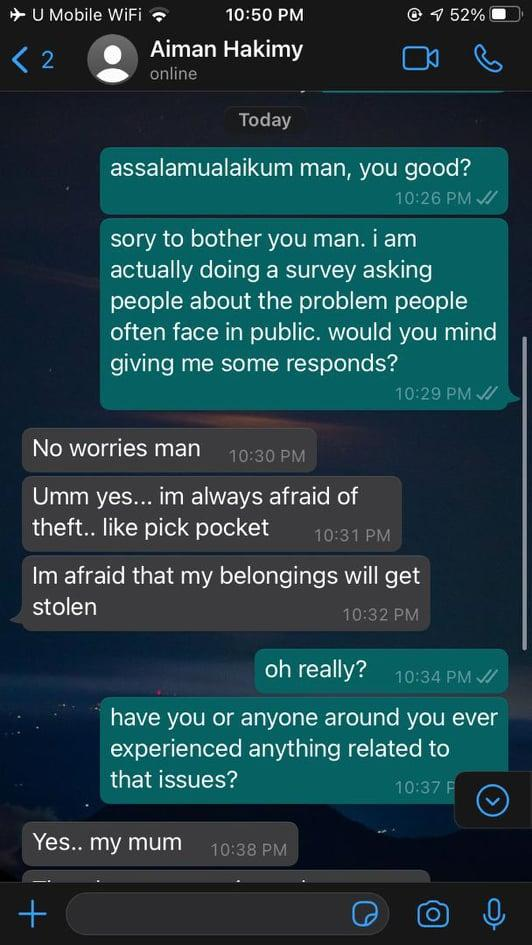 U Mobile WiFi 10:50 PM 52%
2 Aiman Hakimy
online
Today
assalamualaikum man, you good?
10:26 PM
sory to bother you man. i am
actually doing a survey asking
people about the problem people
often face in public. would you mind
giving me some responds?
10:29 PM
No worries man 10:30 PM
Umm yes... im always afraid of
theft.. like pick pocket 10:31 PM
Im afraid that my belongings will get
stolen 10:32 PM
oh really? 10:34 PM
have you or anyone around you ever
experienced anything related to
that issues? 10:37 P
Yes.. my mum 10:38 PM